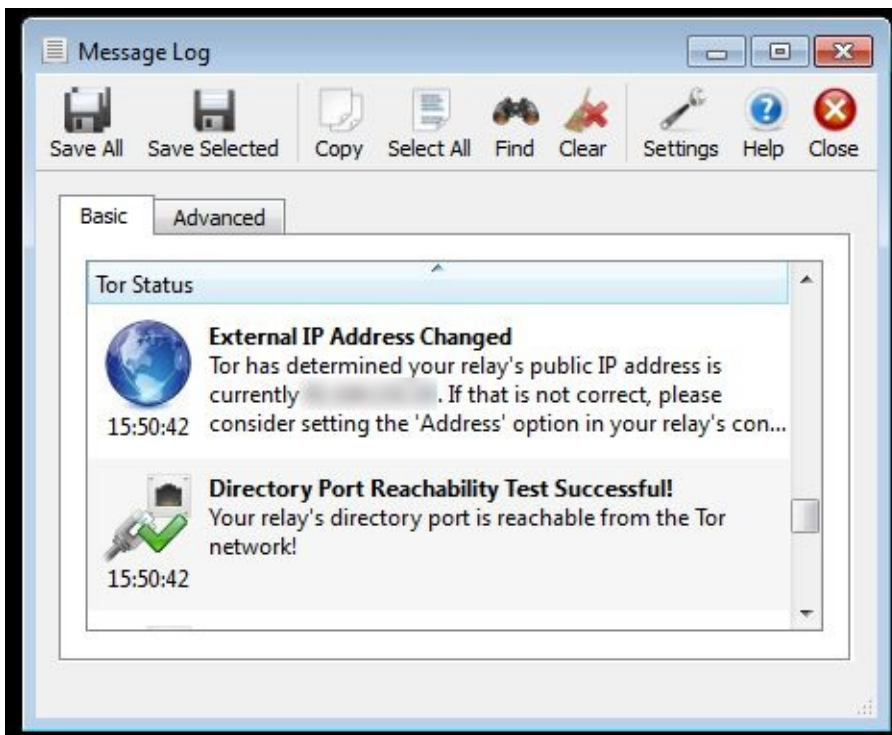 Message Log
Save All Save Selected Copy Select All Find Clear Settings Help Close
Basic Advanced
Tor Status
External IP Address Changed
Tor has determined your relay's public IP address is
currently . If that is not correct, please
15:50:42 consider setting the 'Address' option in your relay's con...
Directory Port Reachability Test Successful!
Your relay's directory port is reachable from the Tor
network!
15:50:42